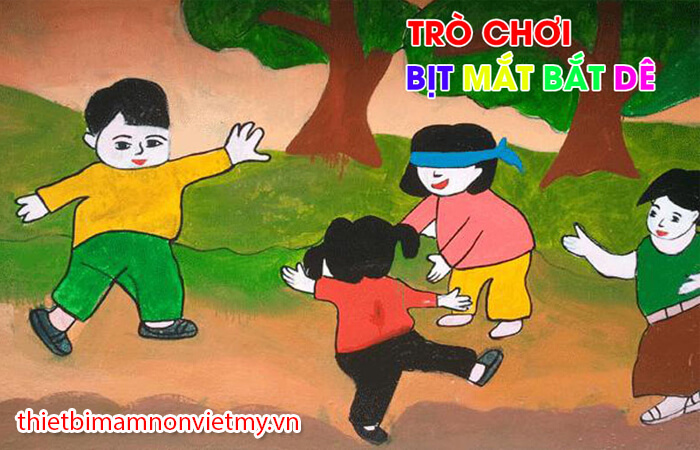 TRÒ CHƠI
BỊT MẮT BẮT DÊ
thietbimamnonvietmy.vn